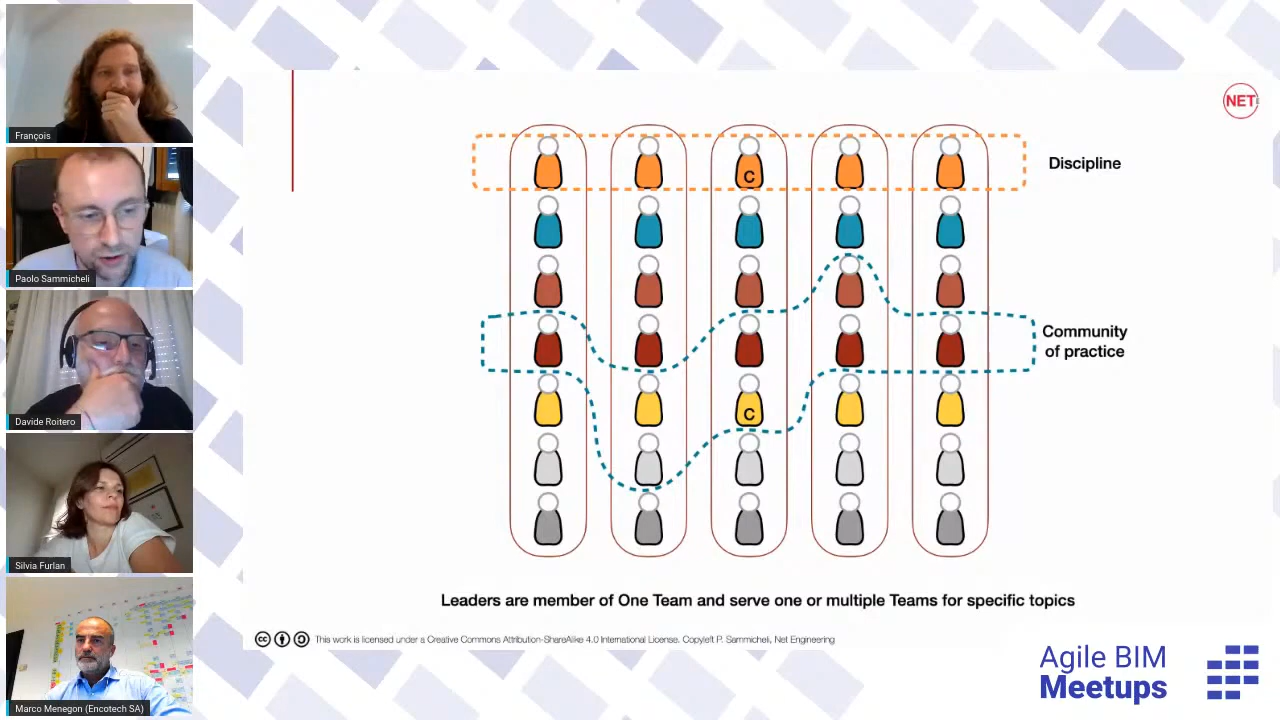 François
Paolo Sammicheli
Davide Roitero
Silvia Furlan
Marco Menegon (Encotech SA)
NET
Discipline
C
Community
of practice
C
Leaders are member of One Team and serve one or multiple Teams for specific topics
This work is licensed under a Creative Commons Attribution-ShareAlike 4.0 International License. Copyleft P. Sammicheli, Net Engineering
Agile BIM
Meetups